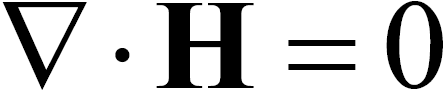 ∇ · 𝐇 = 0